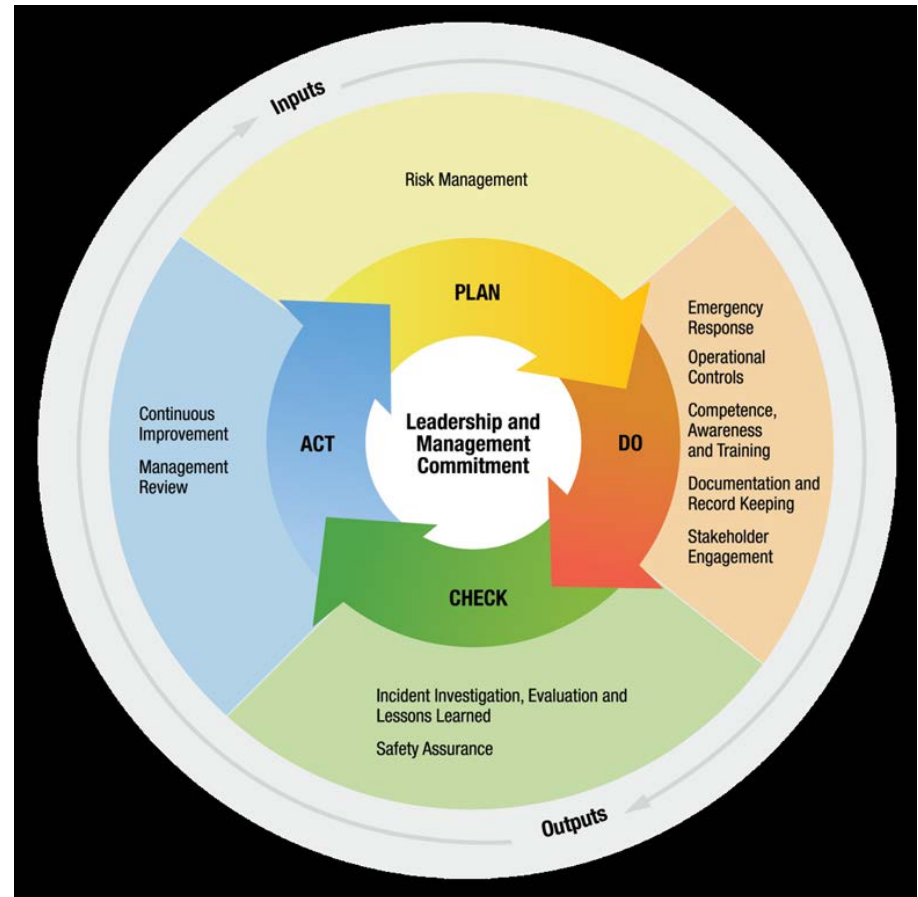 Inputs
Risk Management
PLAN
Emergency
Response
Operational
Controls
Competence,
Awareness
and Training
Documentation and
Record Keeping
Stakeholder
Engagement
DO
Leadership and
Management
Commitment
ACT
Continuous
Improvement
Management
Review
CHECK
Incident Investigation, Evaluation and
Lessons Learned
Safety Assurance
Outputs